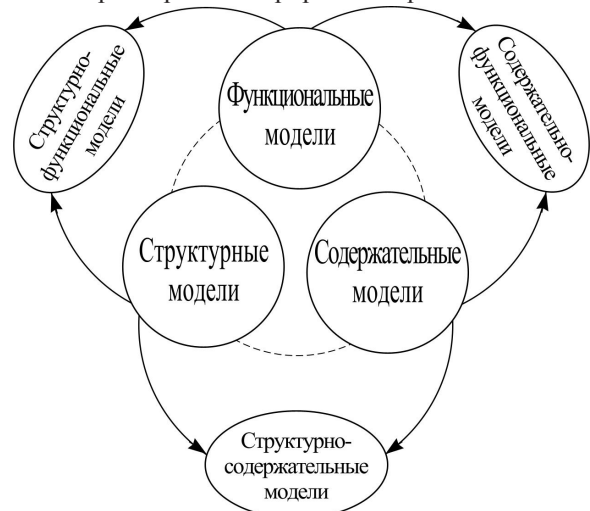 Функциональные
модели
Структурно-
функциональные
модели
Содержательно-
функциональные
модели
Структурные
модели
Содержательные
модели
Структурно-
содержательные
модели